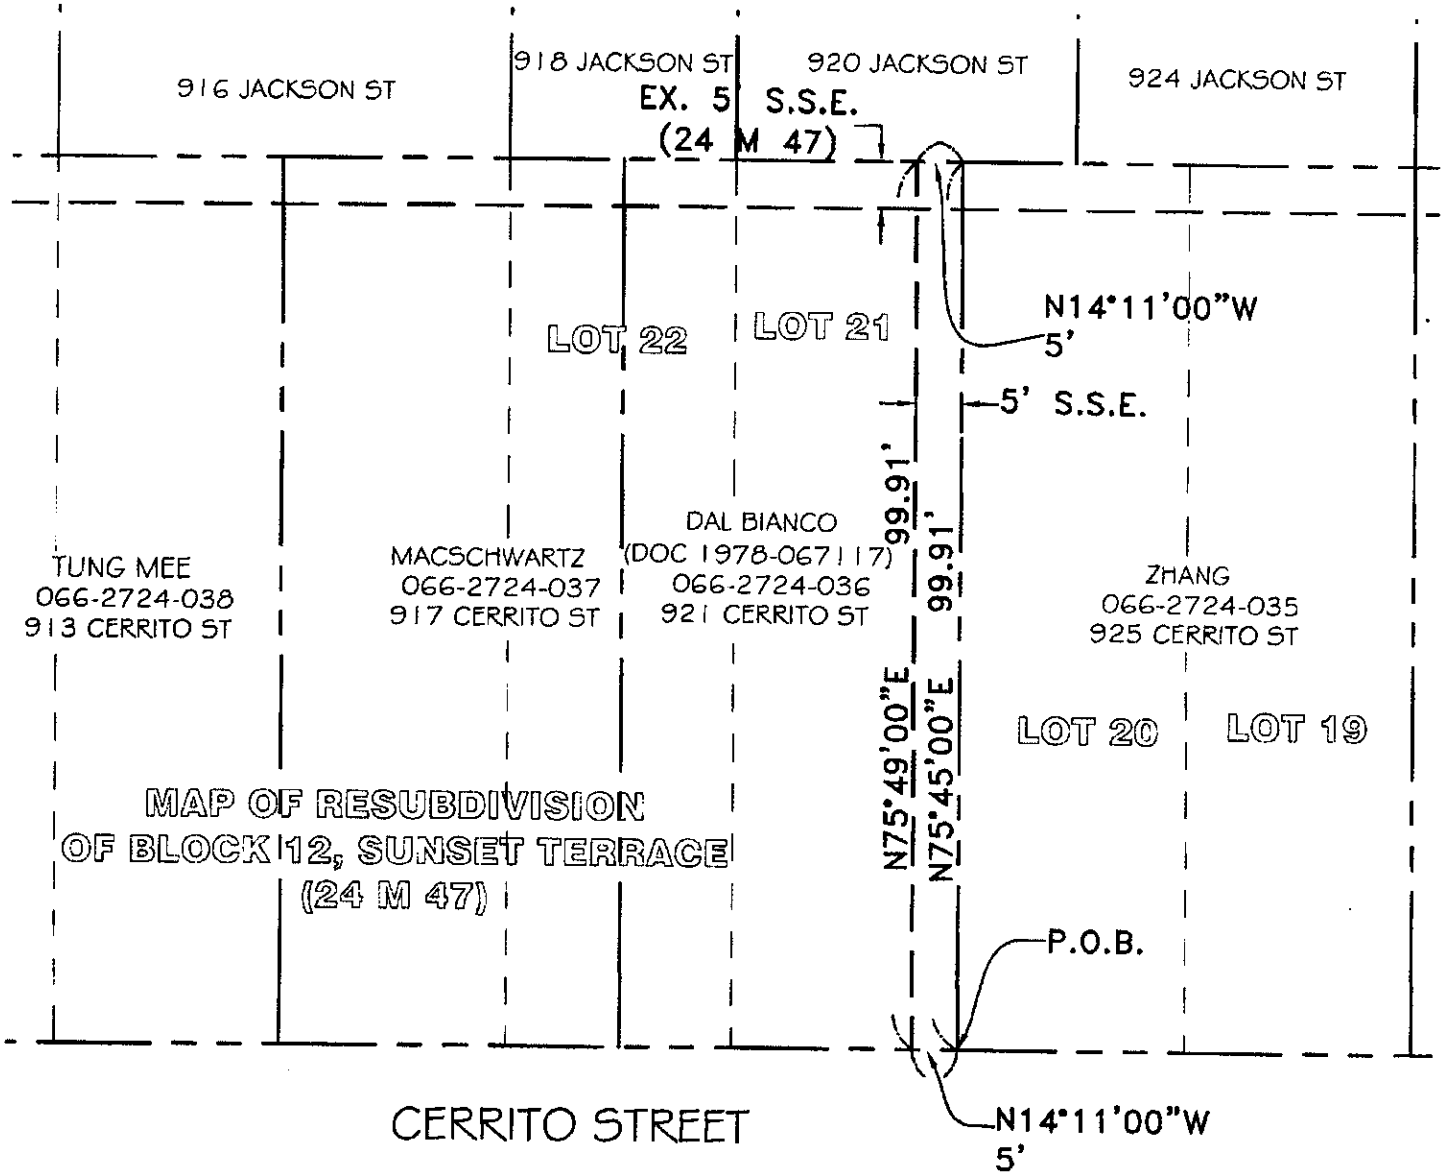 916 JACKSON ST
918 JACKSON ST
920 JACKSON ST
924 JACKSON ST
EX. 5 S.S.E.
(24 M 47)
N14°11'00"W
5'
LOT 22
LOT 21
5' S.S.E.
99.91'
99.91'
TUNG MEE
066-2724-038
913 CERRITO ST
MACSCHWARTZ
066-2724-037
917 CERRITO ST
DAL BIANCO
(DOC 1978-067117)
066-2724-036
921 CERRITO ST
ZHANG
066-2724-035
925 CERRITO ST
N75°49'00"E
N75°45'00"E
LOT 20
LOT 19
MAP OF RESUBDIVISION
OF BLOCK 12, SUNSET TERRACE
(24 M 47)
P.O.B.
CERRITO STREET
N14°11'00"W
5'